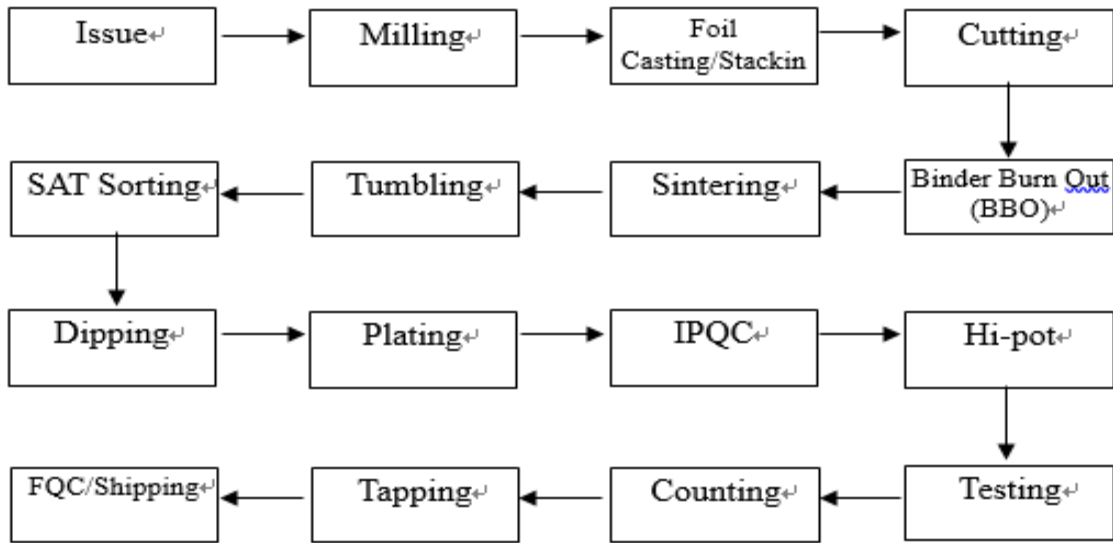 Issue
Milling
Foil
Casting/Stackin
Cutting
SAT Sorting
Tumbling
Sintering
Binder Burn Qut
(BBO)
Dipping
Plating
IPQC
Hi-pot
FQC/Shipping
Tapping
Counting
Testing